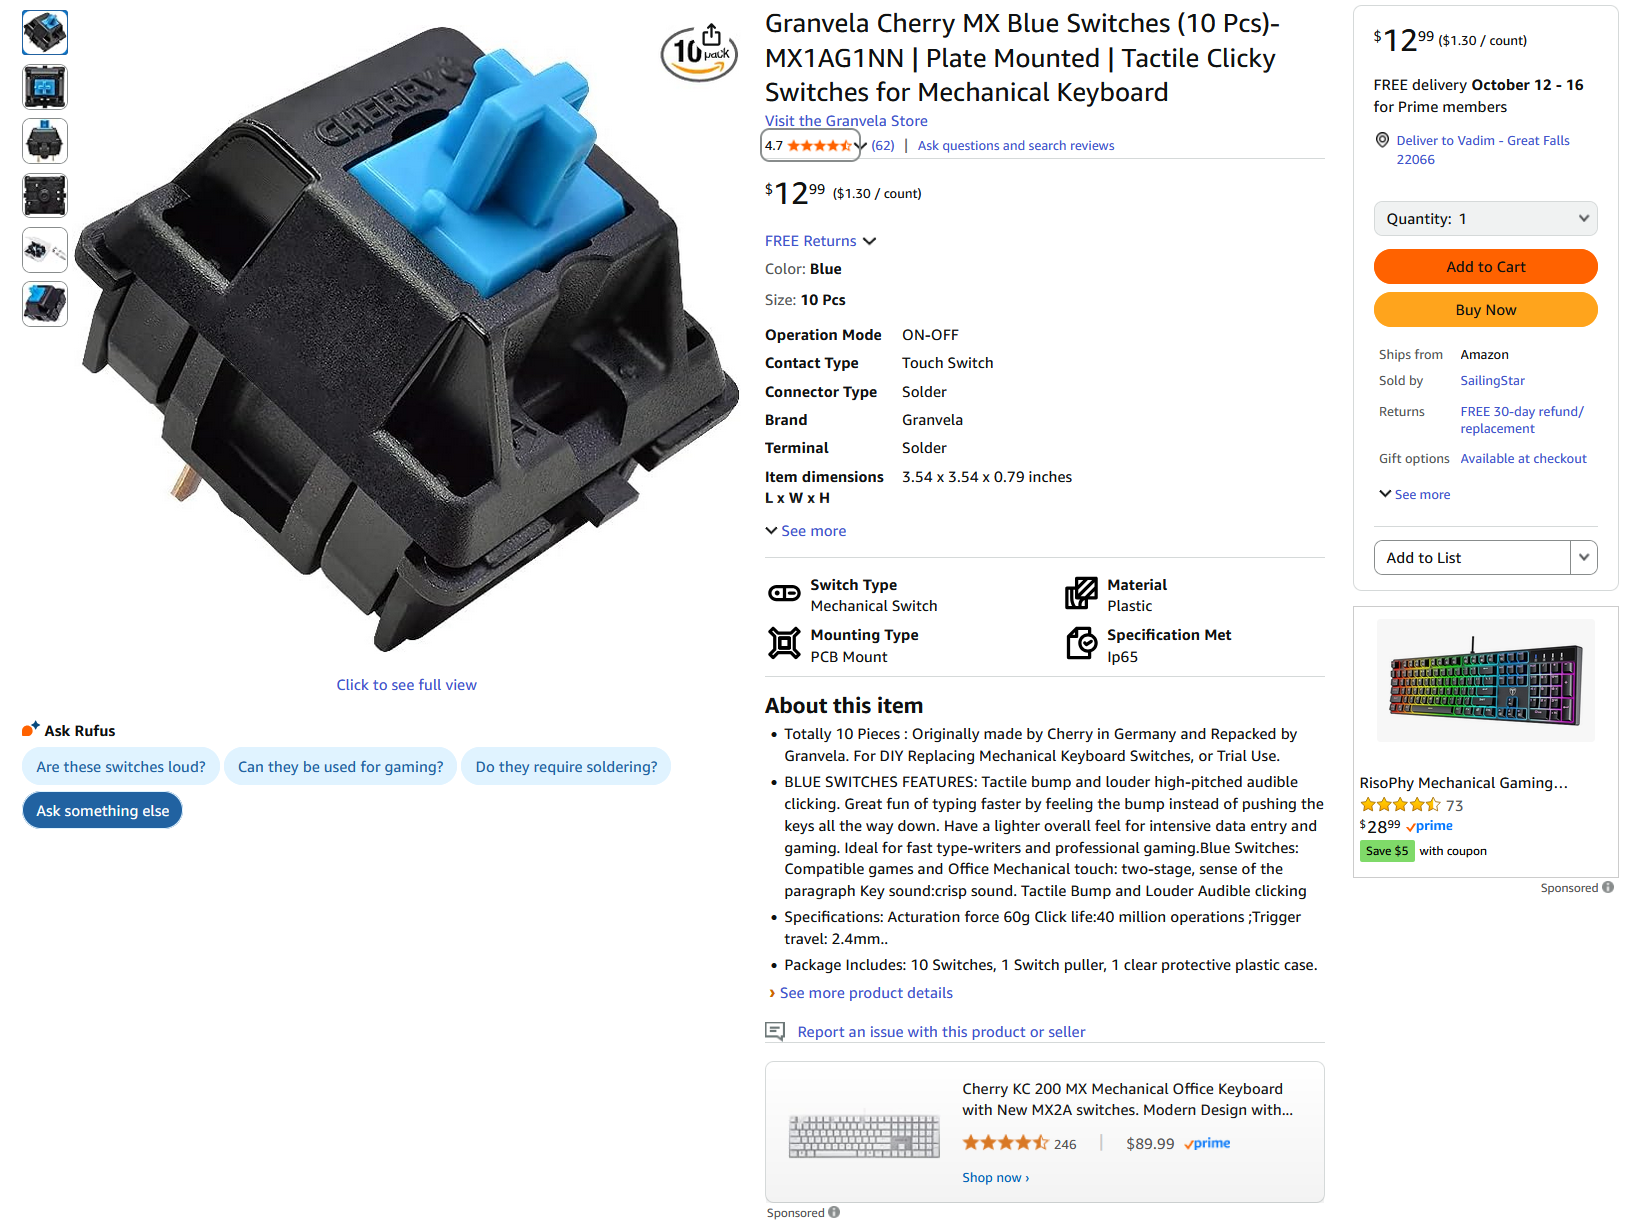 CHERRY
10
pack
Click to see full view
Ask Rufus
Are these switches loud?
Can they be used for gaming?
Do they require soldering?
Ask something else
Granvela Cherry MX Blue Switches (10 Pcs)-
MX1AG1NN | Plate Mounted | Tactile Clicky
Switches for Mechanical Keyboard
Visit the Granvela Store
4.7 (62) | Ask questions and search reviews
$12 99 ($1.30 / count)
FREE Returns
Color: Blue
Size: 10 Pcs
Operation Mode ON-OFF
Contact Type Touch Switch
Connector Type Solder
Brand Granvela
Terminal Solder
Item dimensions 3.54 x 3.54 x 0.79 inches
L x W x H
See more
Switch Type
Mechanical Switch
Material
Plastic
Mounting Type
PCB Mount
Specification Met
Ip65
About this item
• Totally 10 Pieces : Originally made by Cherry in Germany and Repacked by
Granvela. For DIY Replacing Mechanical Keyboard Switches, or Trial Use.
• BLUE SWITCHES FEATURES: Tactile bump and louder high-pitched audible
clicking. Great fun of typing faster by feeling the bump instead of pushing the
keys all the way down. Have a lighter overall feel for intensive data entry and
gaming. Ideal for fast type-writers and professional gaming.Blue Switches:
Compatible games and Office Mechanical touch: two-stage, sense of the
paragraph Key sound:crisp sound. Tactile Bump and Louder Audible clicking
• Specifications: Acturation force 60g Click life:40 million operations ;Trigger
travel: 2.4mm..
• Package Includes: 10 Switches, 1 Switch puller, 1 clear protective plastic case.
› See more product details
Report an issue with this product or seller
Cherry KC 200 MX Mechanical Office Keyboard
with New MX2A switches. Modern Design with...
246 | $89.99 prime
Shop now ›
Sponsored
$12 99 ($1.30 / count)
FREE delivery October 12 - 16
for Prime members
Deliver to Vadim - Great Falls
22066
Quantity: 1
Add to Cart
Buy Now
Ships from Amazon
Sold by SailingStar
Returns FREE 30-day refund/
replacement
Gift options Available at checkout
See more
Add to List
RisoPhy Mechanical Gaming…
73
$28 99 prime
Save $5 with coupon
Sponsored